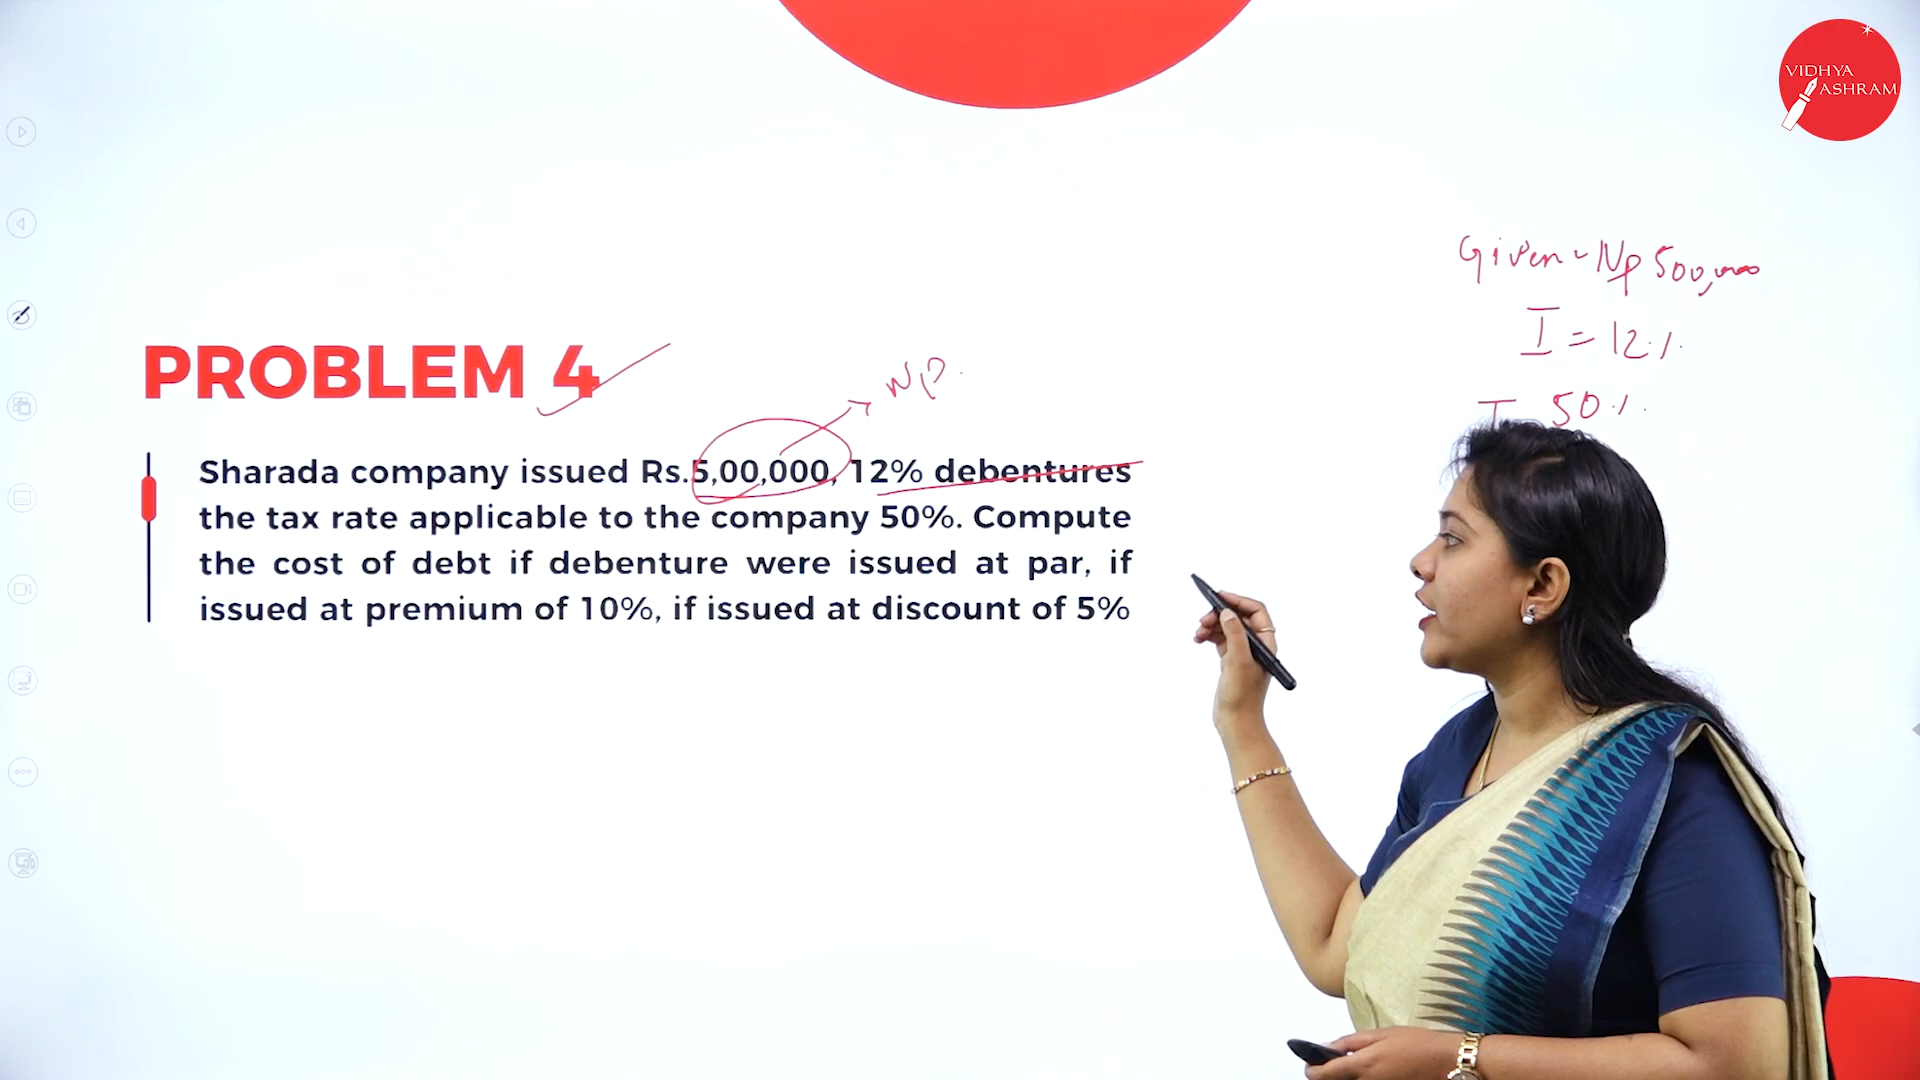 VIDHYA
ASHRAM
Given - Np 500,000
I = 12%.
T 50%.
PROBLEM 4
NP.
Sharada company issued Rs.5,00,000, 12% debentures
the tax rate applicable to the company 50%. Compute
the cost of debt if debenture were issued at par, if
issued at premium of 10%, if issued at discount of 5%